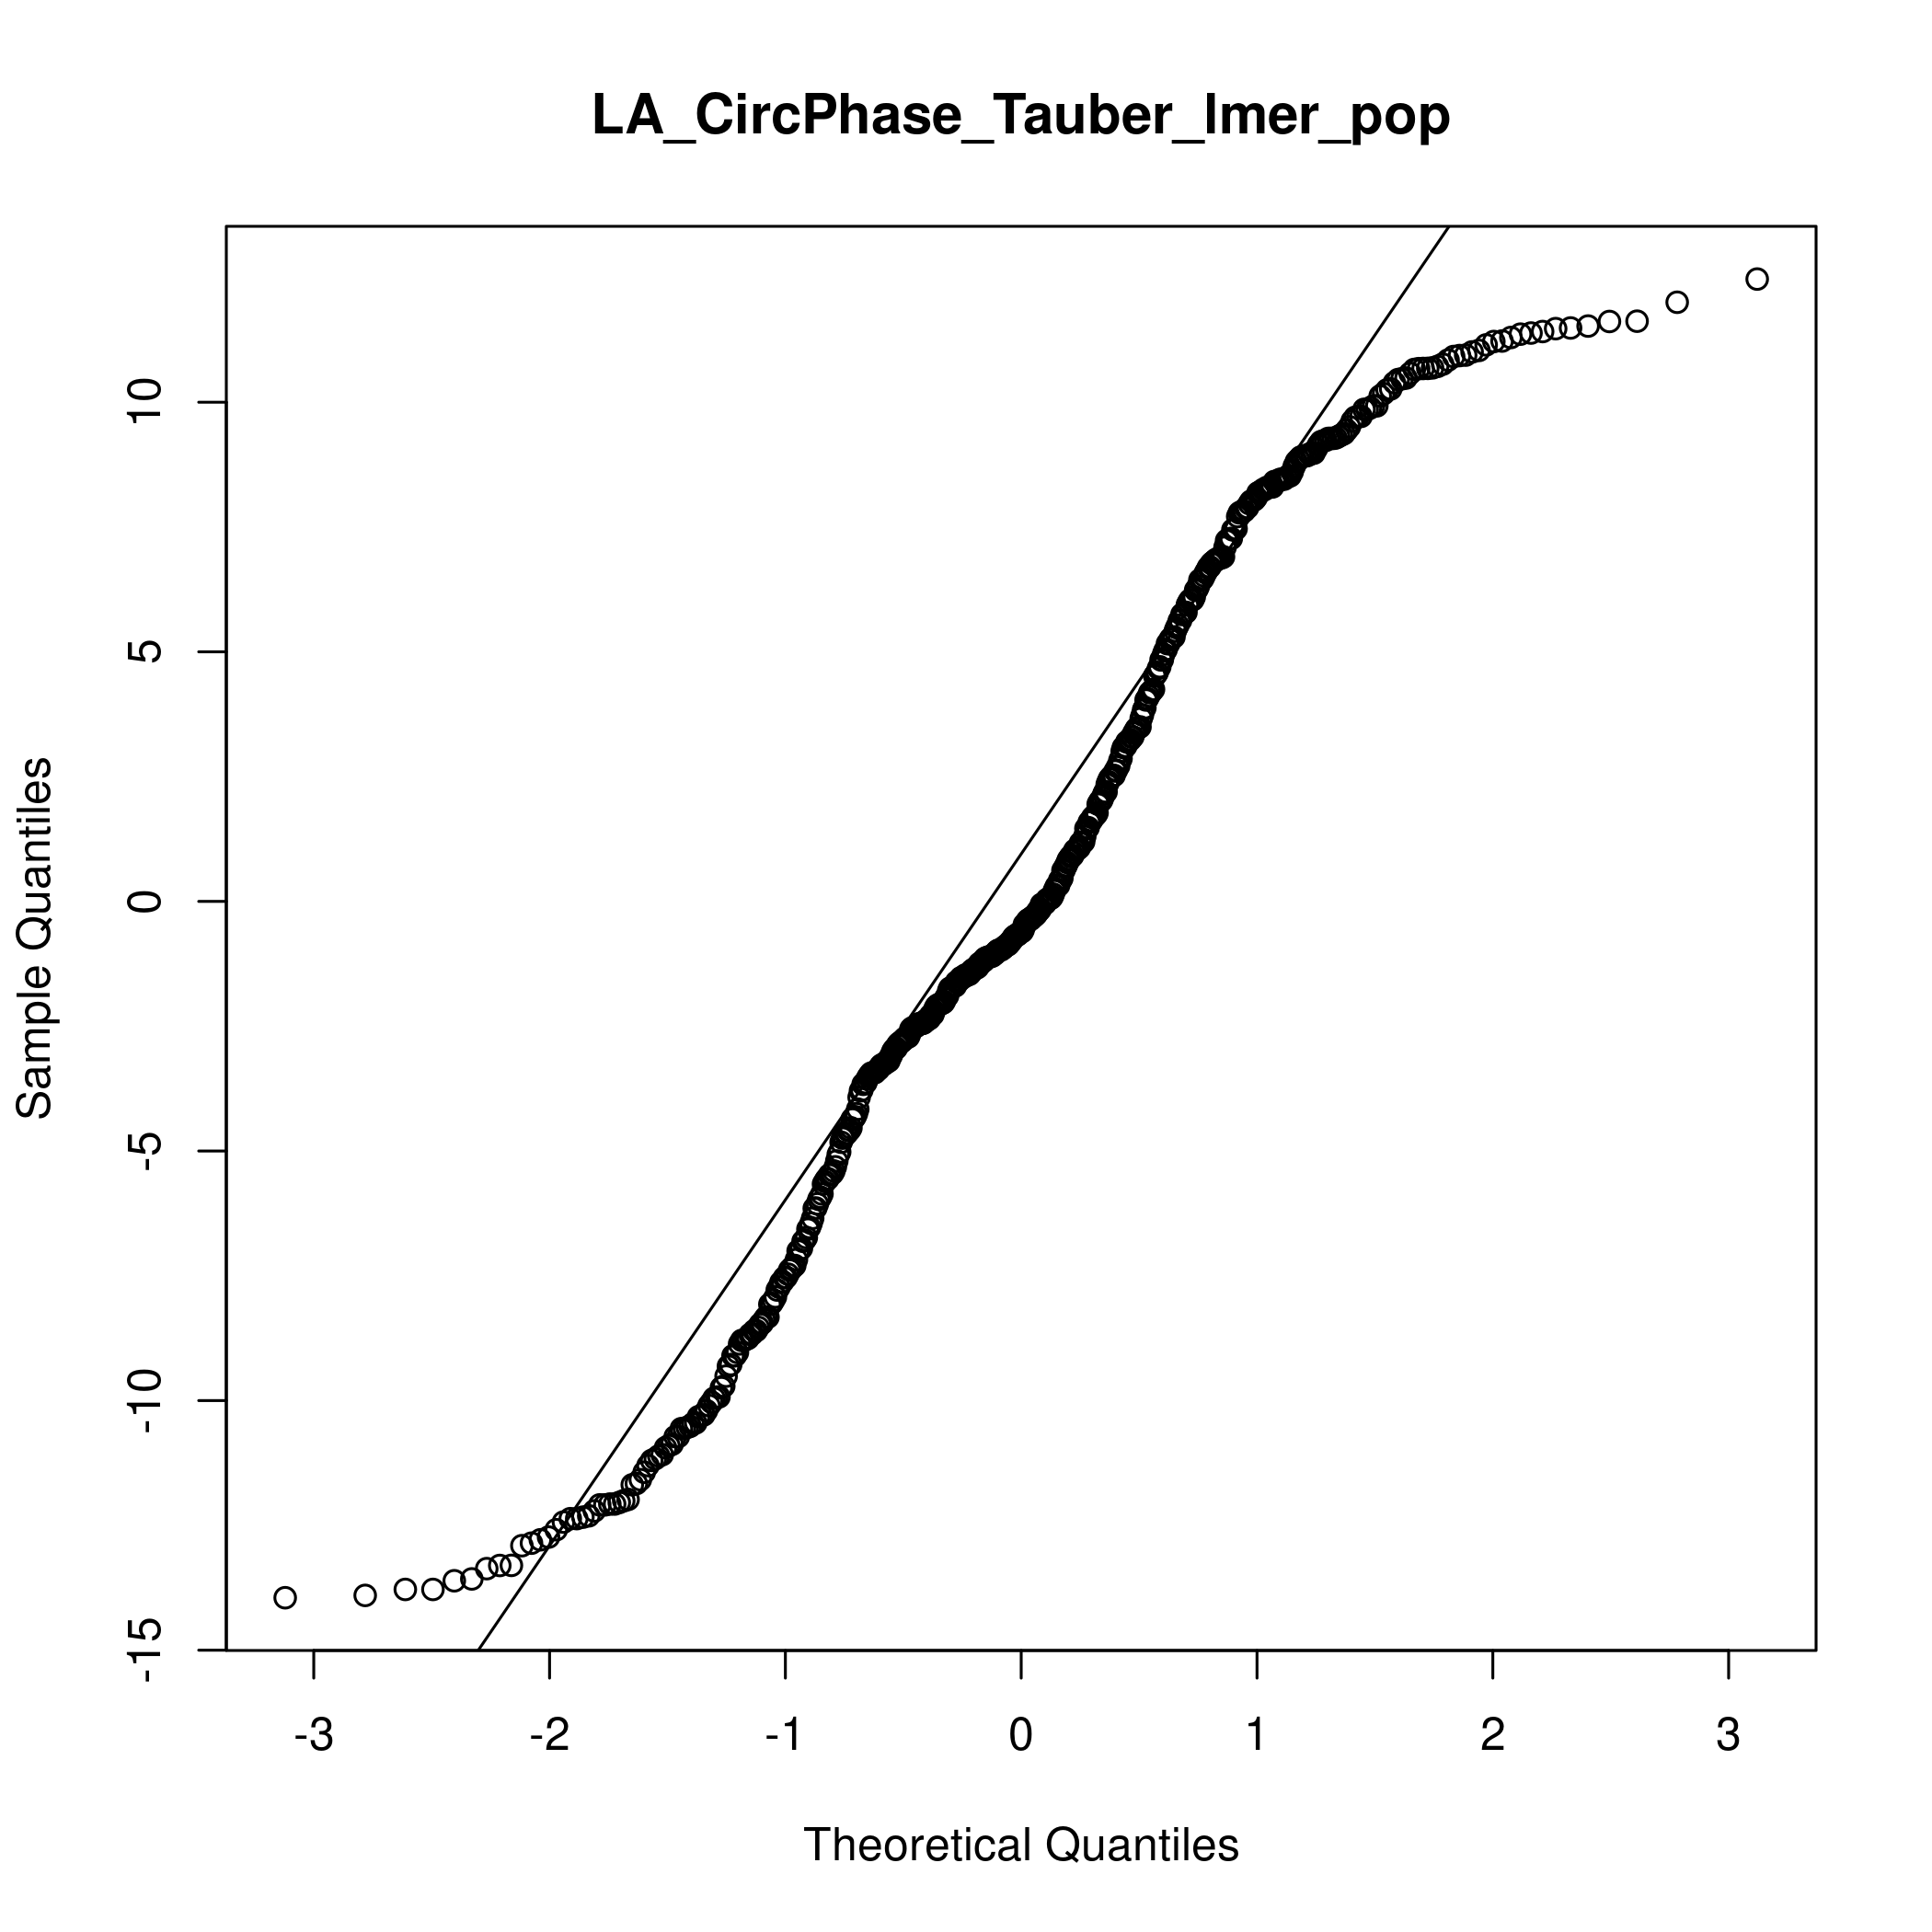 LA_CircPhase_Tauber_lmer_pop
10
5
0
-5
-10
-15
Sample Quantiles
-3 -2 -1 0 1 2 3
Theoretical Quantiles